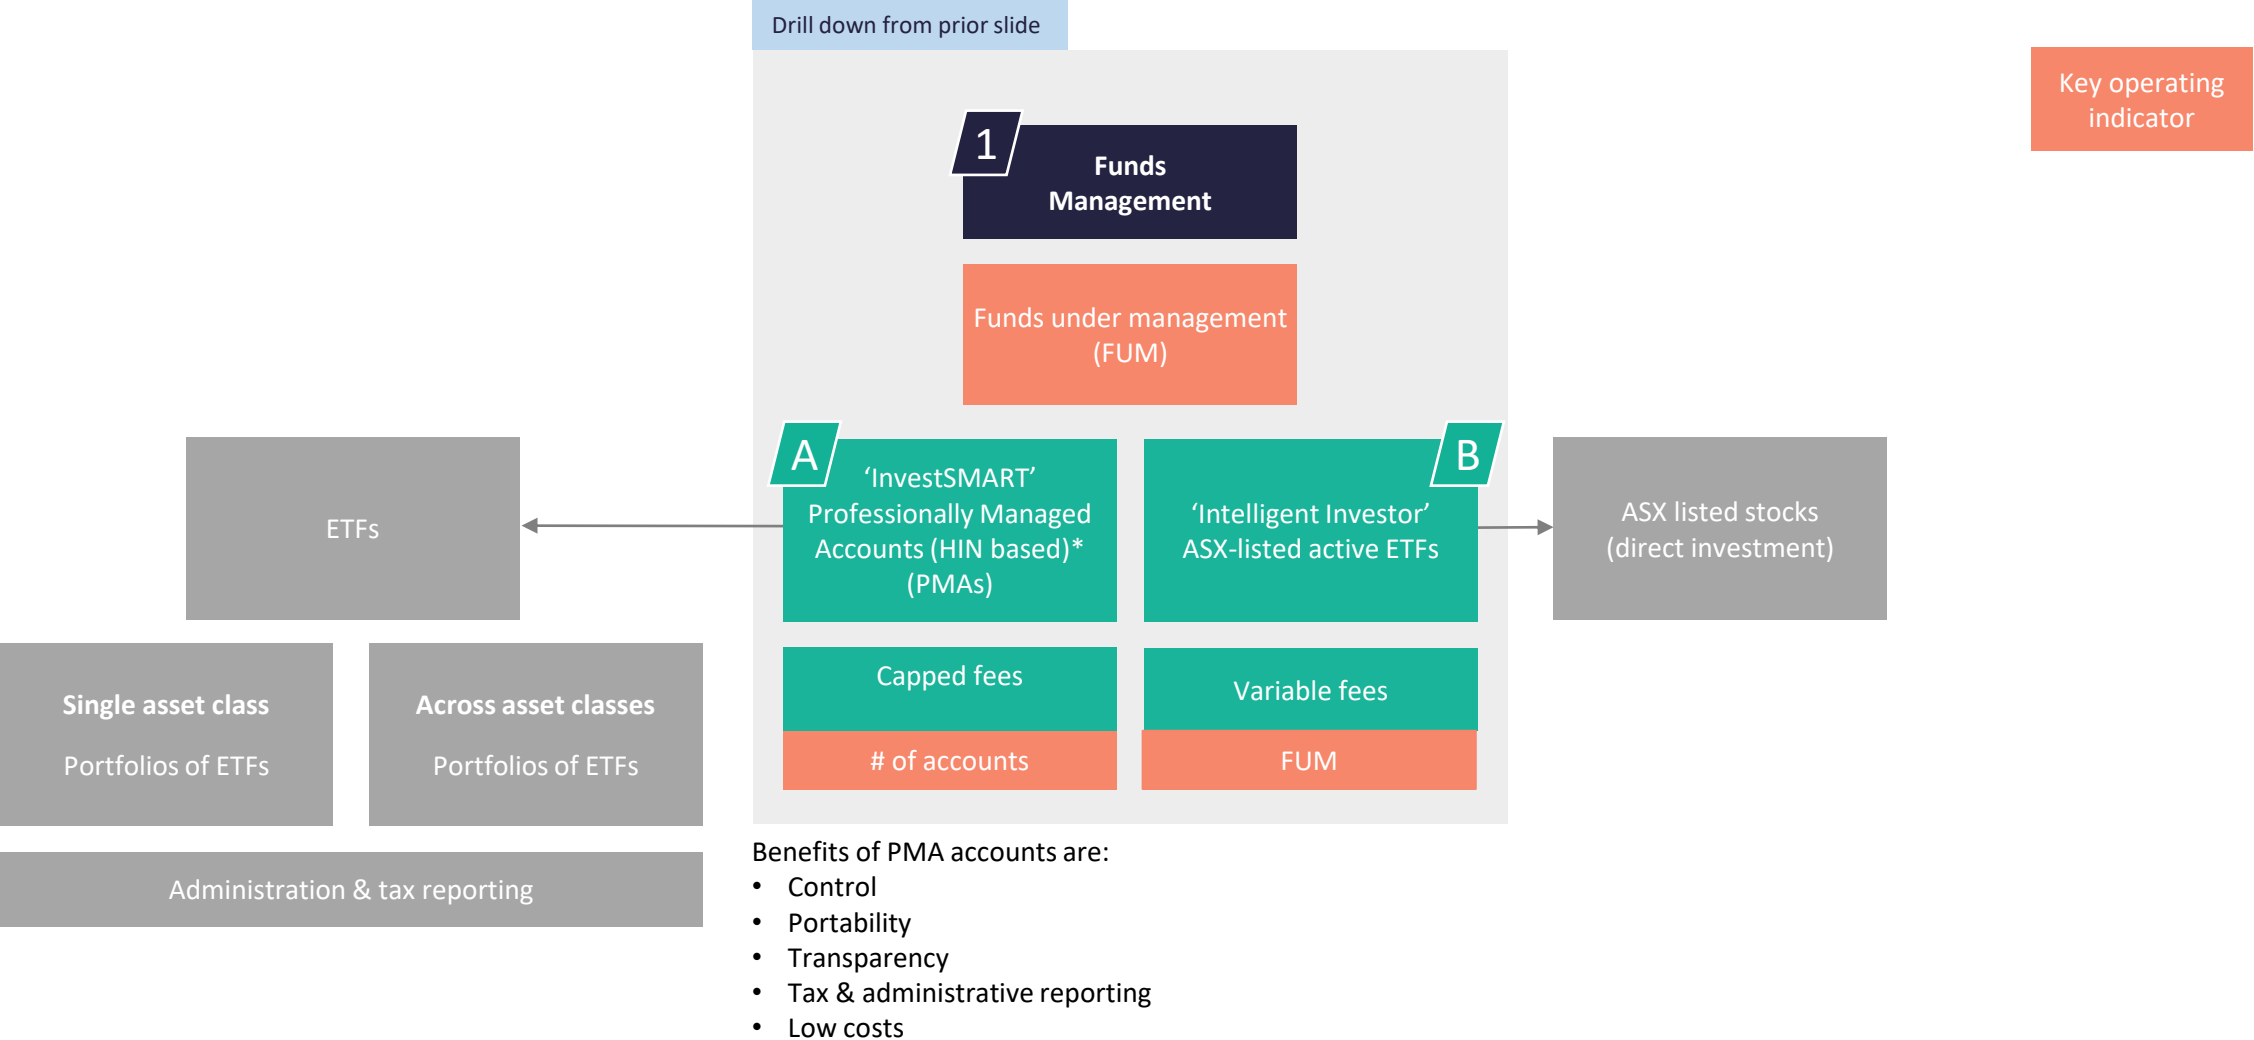 Drill down from prior slide
Key operating
indicator
1
Funds
Management
Funds under management
(FUM)
A
‘InvestSMART’
Professionally Managed
Accounts (HIN based)*
(PMAs)
B
‘Intelligent Investor’
ASX-listed active ETFs
ETFs
ASX listed stocks
(direct investment)
Single asset class
Portfolios of ETFs
Across asset classes
Portfolios of ETFs
Administration & tax reporting
Capped fees
# of accounts
Variable fees
FUM
Benefits of PMA accounts are:
• Control
• Portability
• Transparency
• Tax & administrative reporting
• Low costs